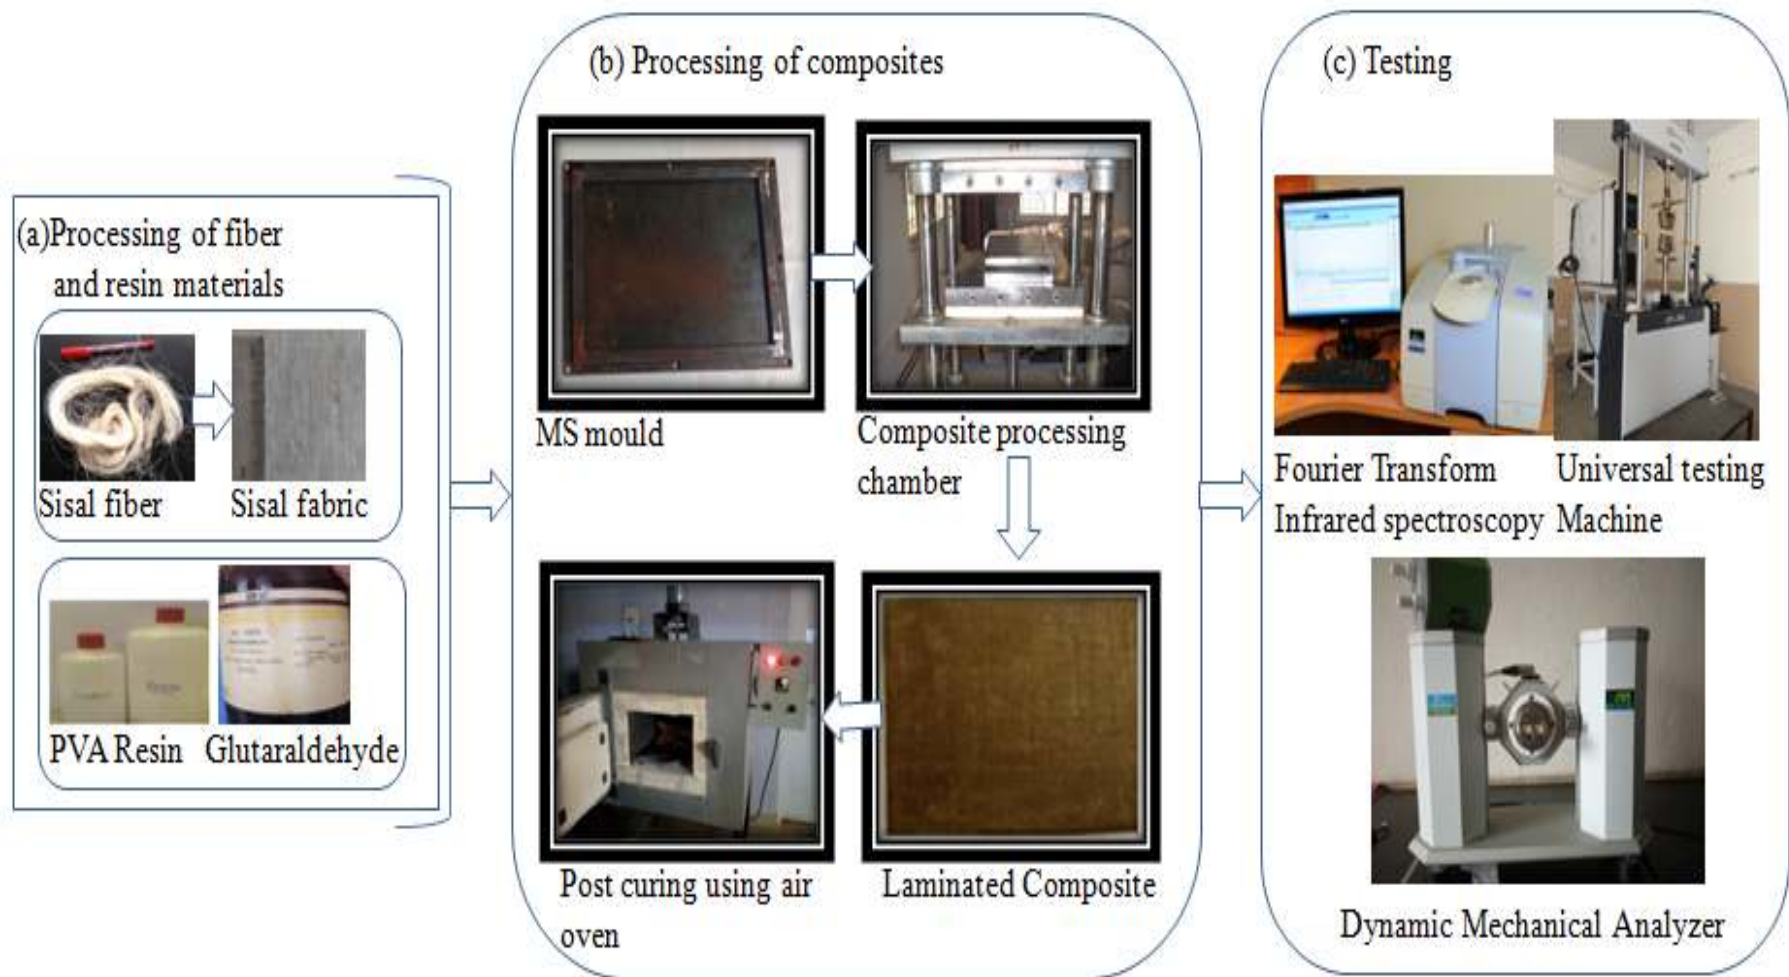 (a)Processing of fiber
and resin materials
Sisal fiber
Sisal fabric
PVA Resin
Glutaraldehyde
(b) Processing of composites
MS mould
Composite processing
chamber
Post curing using air
oven
Laminated Composite
(c) Testing
Fourier Transform
Infrared spectroscopy
Universal testing
Machine
Dynamic Mechanical Analyzer